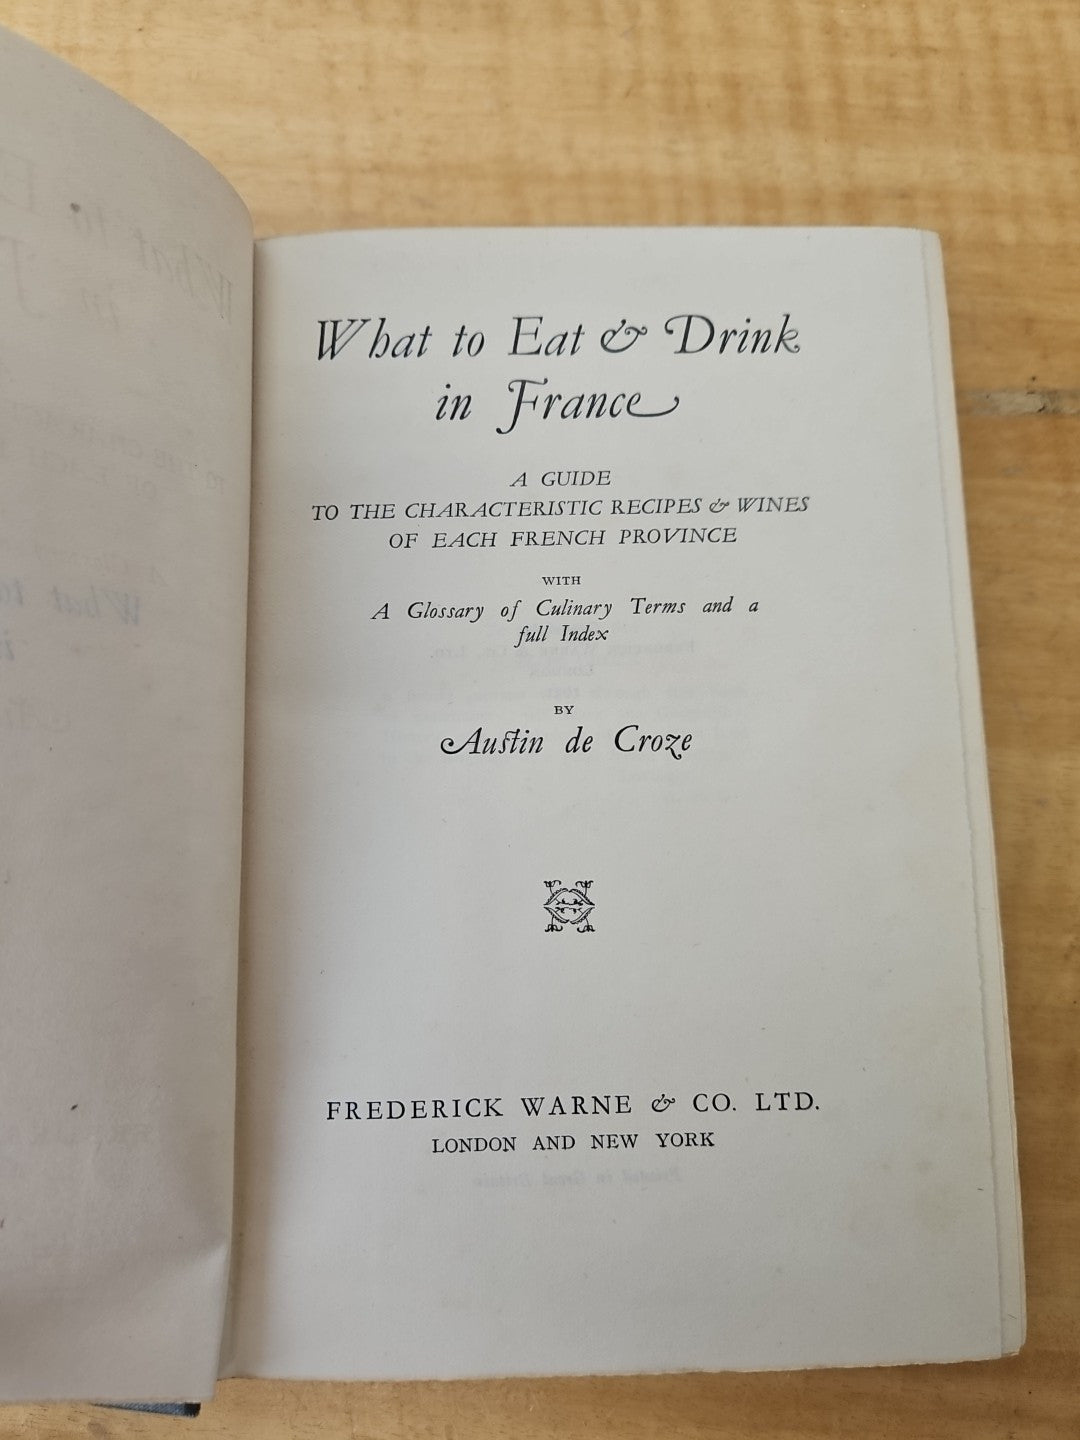 What to Eat & Drink
in France
A GUIDE
TO THE CHARACTERISTIC RECIPES & WINES
OF EACH FRENCH PROVINCE
WITH
A Glossary of Culinary Terms and a
full Index
BY
Austin de Croze
FREDERICK WARNE & CO. LTD.
LONDON AND NEW YORK